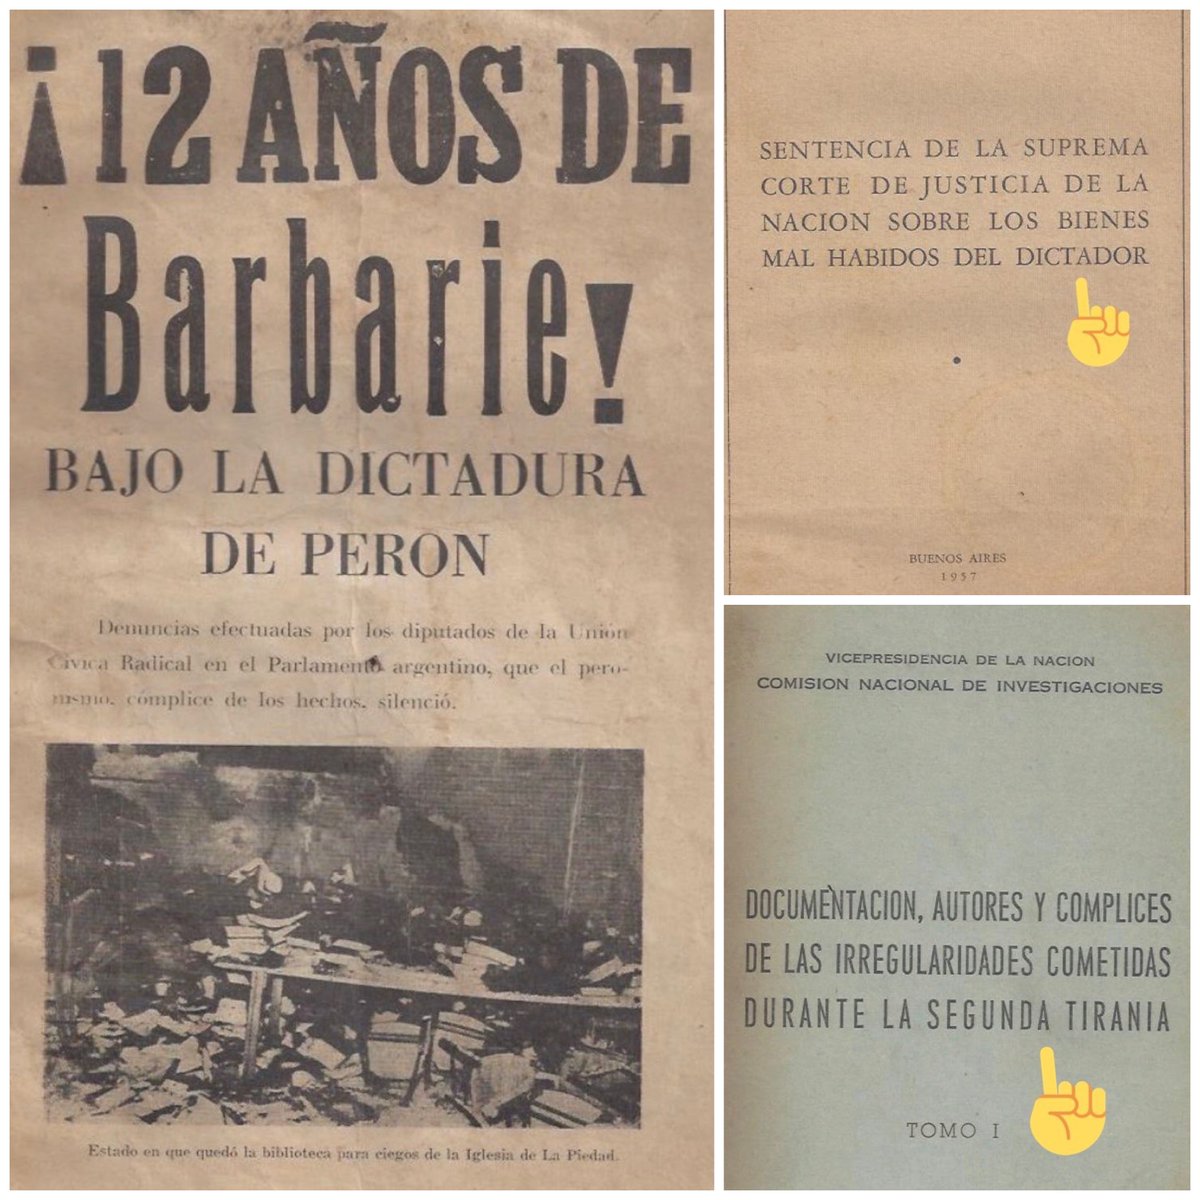 ¡12 AÑOS DE
Barbarie!
BAJO LA DICTADURA
DE PERON
Denuncias efectuadas por los diputados de la Unión
Cívica Radical en el Parlamento argentino, que el pero-
nismo, cómplice de los hechos, silenció.
Estado en que quedó la biblioteca para ciegos de la Iglesia de La Piedad.
SENTENCIA DE LA SUPREMA
CORTE DE JUSTICIA DE LA
NACION SOBRE LOS BIENES
MAL HABIDOS DEL DICTADOR
BUENOS AIRES
1957
VICEPRESIDENCIA DE LA NACION
COMISION NACIONAL DE INVESTIGACIONES
DOCUMENTACION, AUTORES Y COMPLICES
DE LAS IRREGULARIDADES COMETIDAS
DURANTE LA SEGUNDA TIRANIA
TOMO I